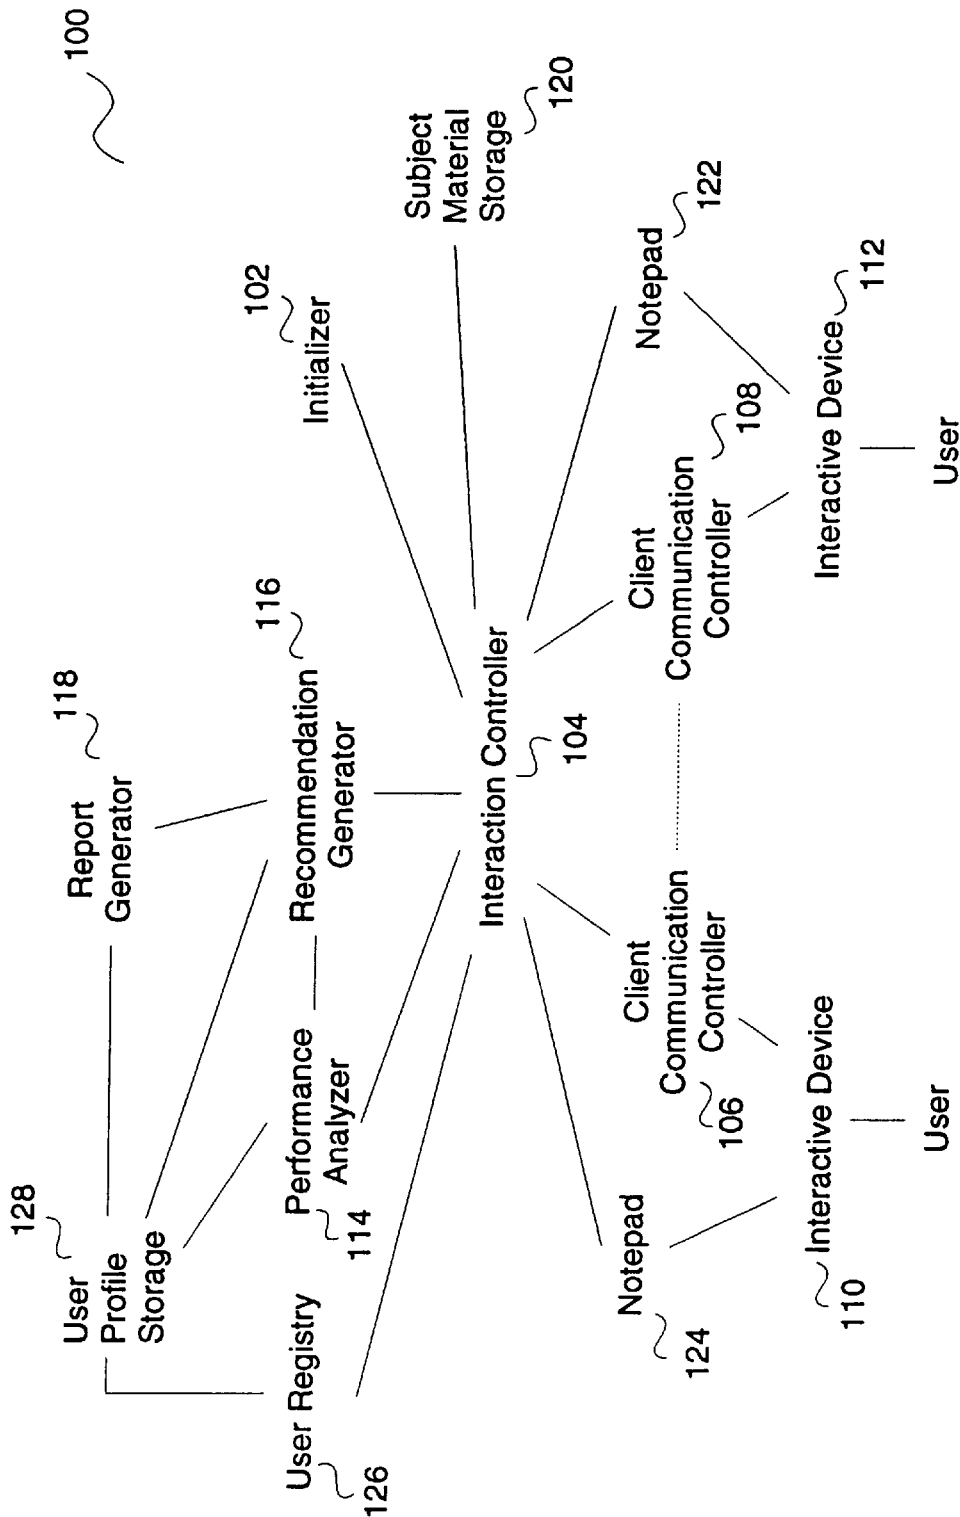 100
118
Report
Generator
128
User
Profile
Storage
116
Recommendation
Generator
102
Initializer
Subject
Material
Storage
120
Performance
Analyzer
114
User Registry
126
Interaction Controller
104
Notepad
122
Notepad
124
Client
Communication
Controller
106
Client
Communication
Controller
108
Interactive Device
110
Interactive Device
112
User
User